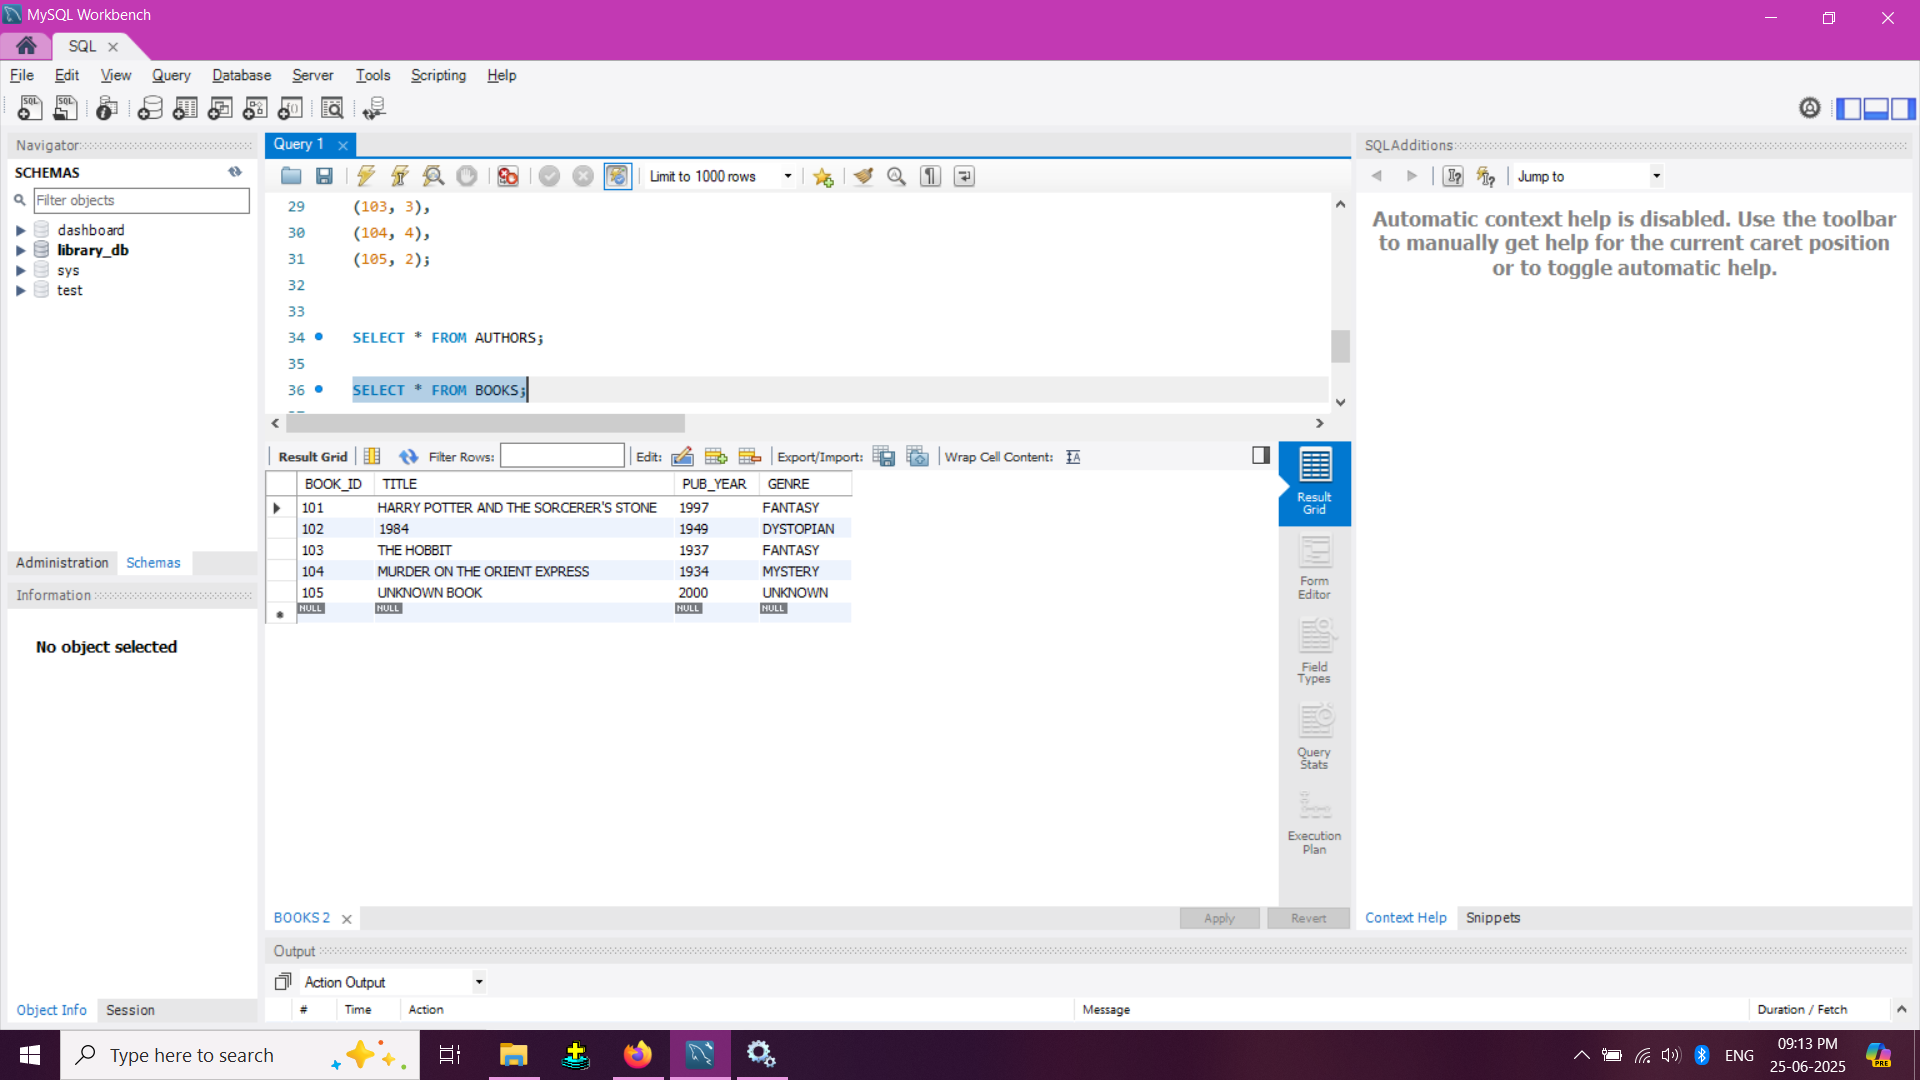 MySQL Workbench
SQL
File Edit View Query Database Server Tools Scripting Help
Navigator
SCHEMAS
Filter objects
dashboard
library_db
sys
test
Administration Schemas
Information
No object selected
Object Info Session
Query 1
Limit to 1000 rows
29 (103, 3),
30 (104, 4),
31 (105, 2);
32
33
34 SELECT * FROM AUTHORS;
35
36 SELECT * FROM BOOKS;
Result Grid Filter Rows: Edit: Export/Import: Wrap Cell Content:
BOOK_ID TITLE PUB_YEAR GENRE
101 HARRY POTTER AND THE SORCERER'S STONE 1997 FANTASY
102 1984 1949 DYSTOPIAN
103 THE HOBBIT 1937 FANTASY
104 MURDER ON THE ORIENT EXPRESS 1934 MYSTERY
105 UNKNOWN BOOK 2000 UNKNOWN
NULL NULL NULL NULL
Result
Grid
Form
Editor
Field
Types
Query
Stats
Execution
Plan
BOOKS 2
Apply Revert
SQLAdditions
Jump to
Automatic context help is disabled. Use the toolbar
to manually get help for the current caret position
or to toggle automatic help.
Context Help Snippets
Output
Action Output
# Time Action Message Duration / Fetch
Type here to search
ENG
09:13 PM
25-06-2025
PRE